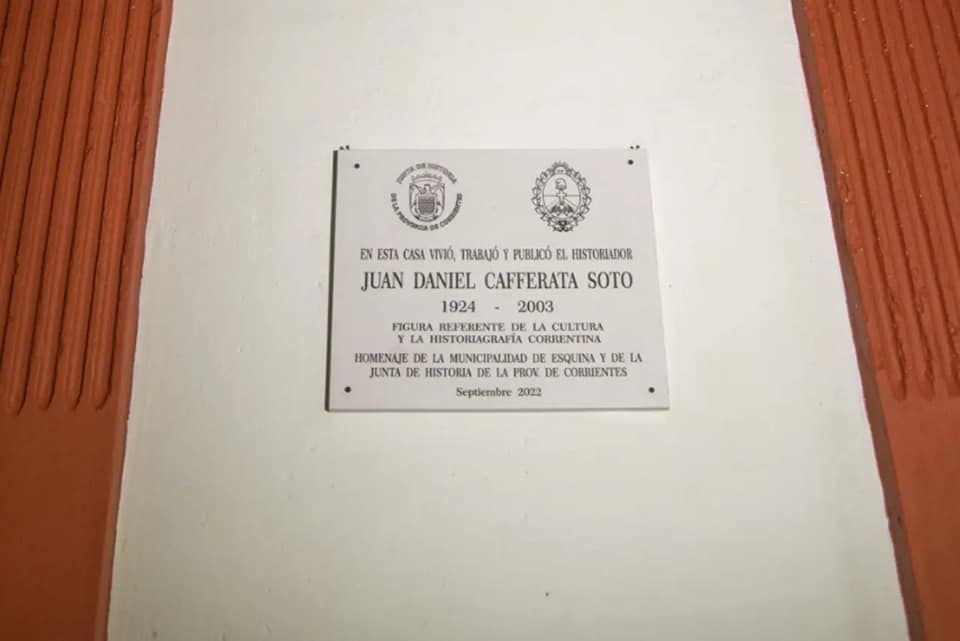 JUNTA DE HISTORIA
DE LA PROVINCIA DE CORRIENTES
EN ESTA CASA VIVIÓ, TRABAJÓ Y PUBLICÓ EL HISTORIADOR
JUAN DANIEL CAFFERATA SOTO
1924 - 2003
FIGURA REFERENTE DE LA CULTURA
Y LA HISTORIAGRAFÍA CORRENTINA
HOMENAJE DE LA MUNICIPALIDAD DE ESQUINA Y DE LA
JUNTA DE HISTORIA DE LA PROV. DE CORRIENTES
Septiembre 2022